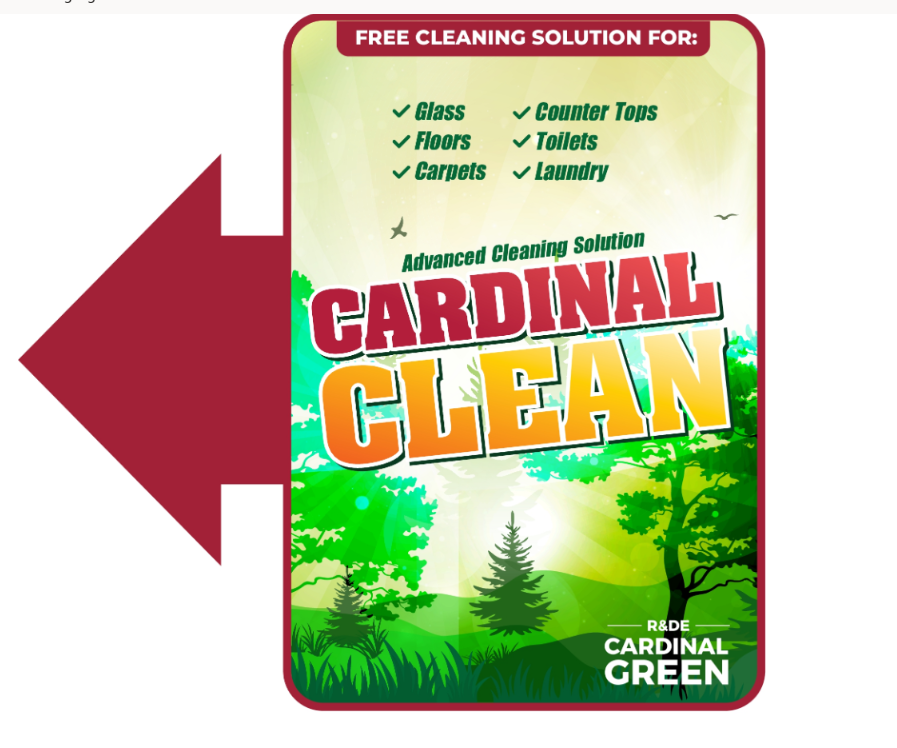 FREE CLEANING SOLUTION FOR:
Glass
Floors
Carpets
Counter Tops
Toilets
Laundry
Advanced Cleaning Solution
CARDINAL
CLEAN
R&DE
CARDINAL
GREEN